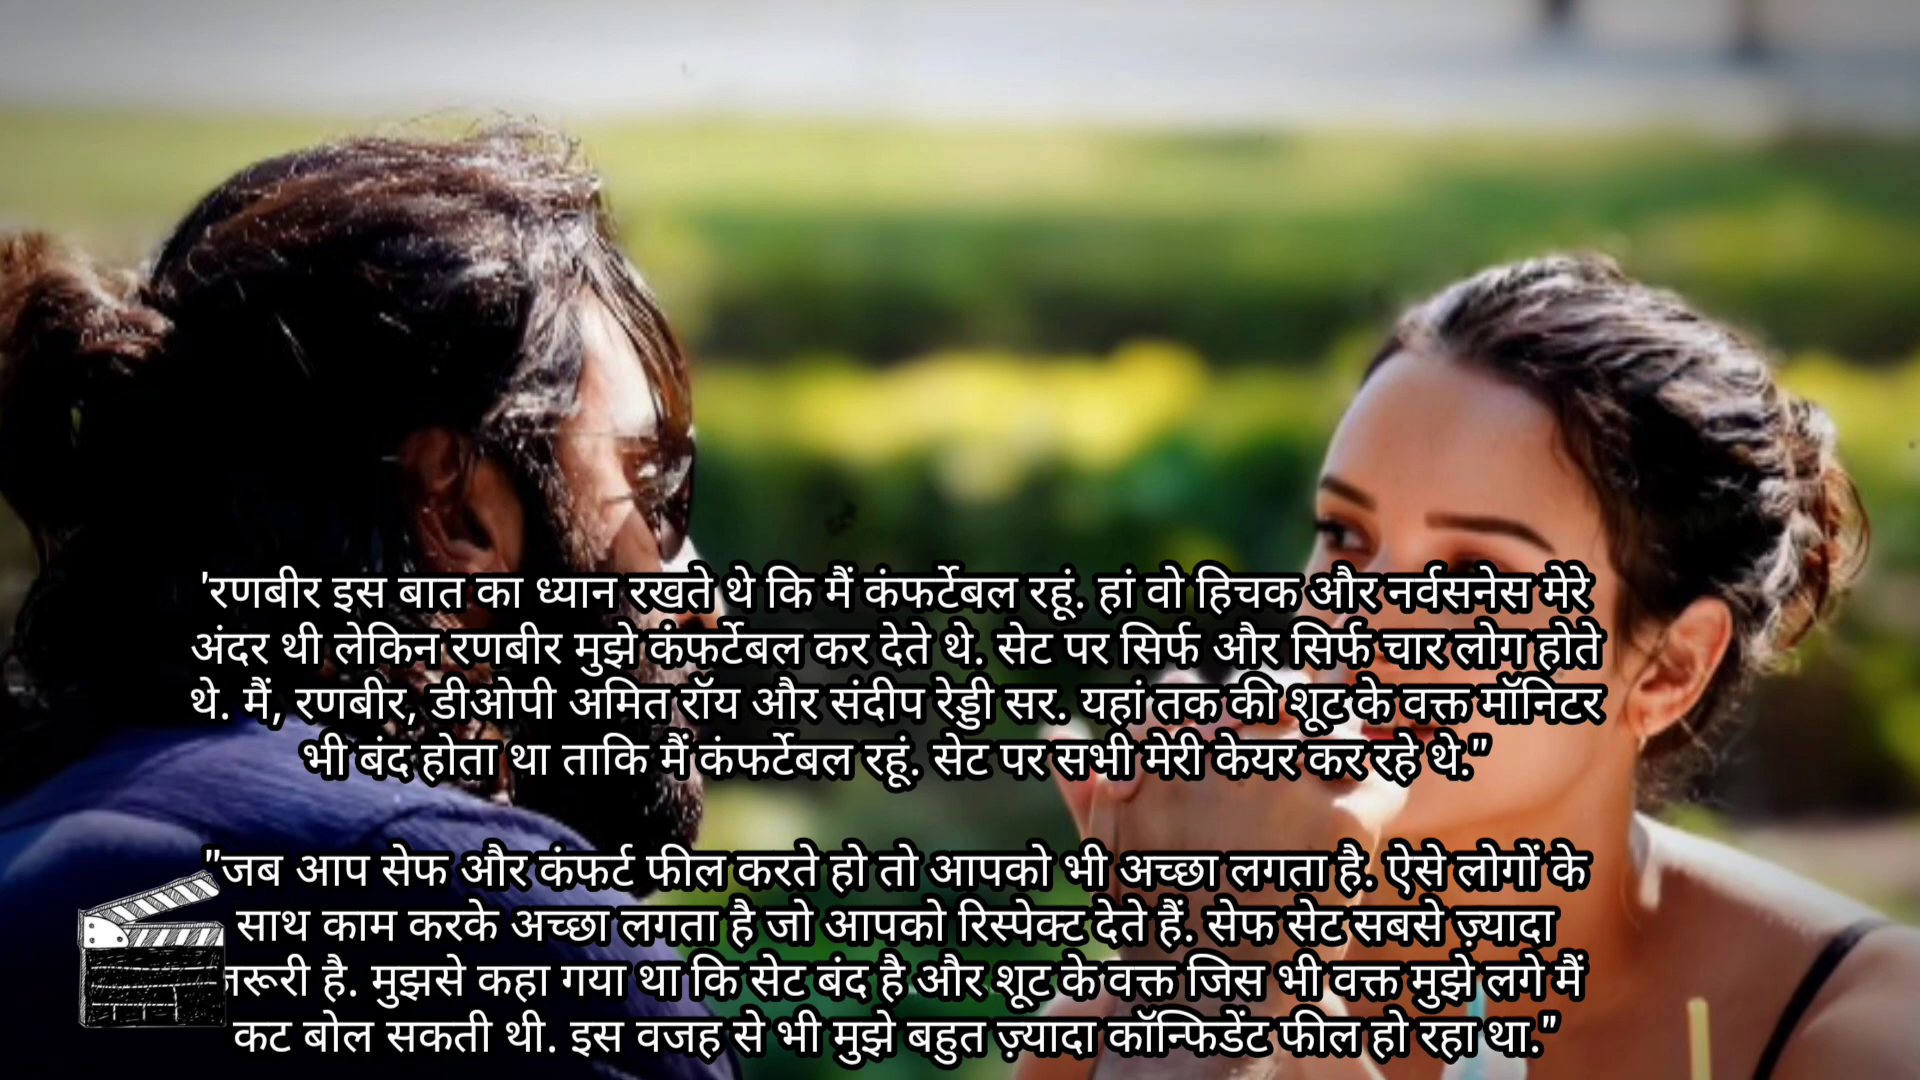 'रणबीर इस बात का ध्यान रखते थे कि मैं कंफर्टेबल रहूं. हां वो हिचक और नर्वसनेस मेरे
अंदर थी लेकिन रणबीर मुझे कंफर्टेबल कर देते थे. सेट पर सिर्फ और सिर्फ चार लोग होते
थे. मैं, रणबीर, डीओपी अमित रॉय और संदीप रेड्डी सर. यहां तक की शूट के वक्त मॉनिटर
भी बंद होता था ताकि मैं कंफर्टेबल रहूं. सेट पर सभी मेरी केयर कर रहे थे."
"जब आप सेफ और कंफर्ट फील करते हो तो आपको भी अच्छा लगता है. ऐसे लोगों के
साथ काम करके अच्छा लगता है जो आपको रिस्पेक्ट देते हैं. सेफ सेट सबसे ज़्यादा
जरूरी है. मुझसे कहा गया था कि सेट बंद है और शूट के वक्त जिस भी वक्त मुझे लगे मैं
कट बोल सकती थी. इस वजह से भी मुझे बहुत ज़्यादा कॉन्फिडेंट फील हो रहा था."